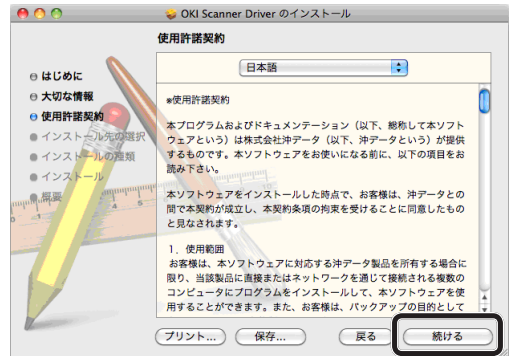 OKI Scanner Driver のインストール
使用許諾契約
はじめに
大切な情報
使用許諾契約
インストール先の選択
インストールの種類
インストール
概要
日本語
※使用許諾契約
本プログラムおよびドキュメンテーション（以下、総称して本ソフト
ウェアという）は株式会社沖データ（以下、沖データという）が提供
するものです。本ソフトウェアをお使いになる前に、以下の項目をお
読み下さい。
本ソフトウェアをインストールした時点で、お客様は、沖データとの
間で本契約が成立し、本契約条項の拘束を受けることに同意したもの
と見なされます。
1．使用範囲
お客様は、本ソフトウェアに対応する沖データ製品を所有する場合に
限り、当該製品に直接またはネットワークを通じて接続される複数の
コンピュータにプログラムをインストールして、本ソフトウェアを使
用することができます。また、お客様は、バックアップの目的として
プリント...
保存...
戻る
続ける